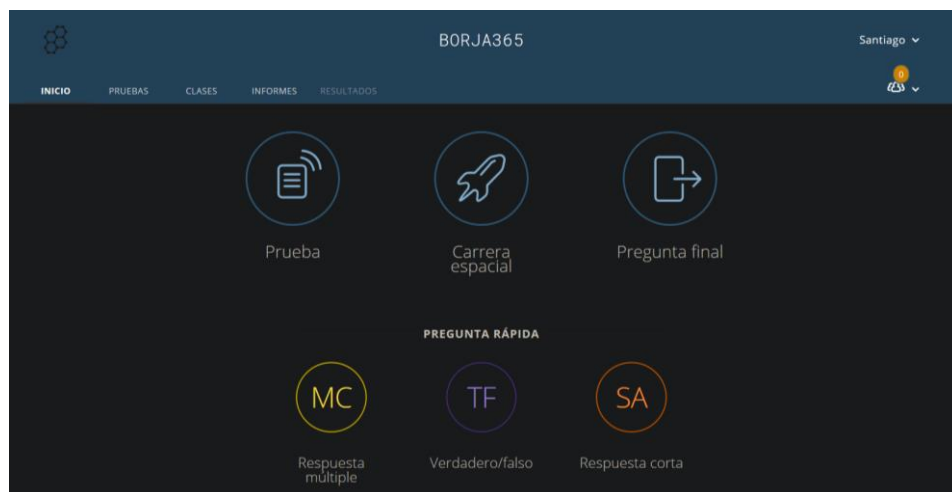 BORJA365
Santiago
0
INICIO PRUEBAS CLASES INFORMES RESULTADOS
Prueba
Carrera
espacial
Pregunta final
PREGUNTA RÁPIDA
MC
TF
SA
Respuesta
múltiple
Verdadero/falso
Respuesta corta